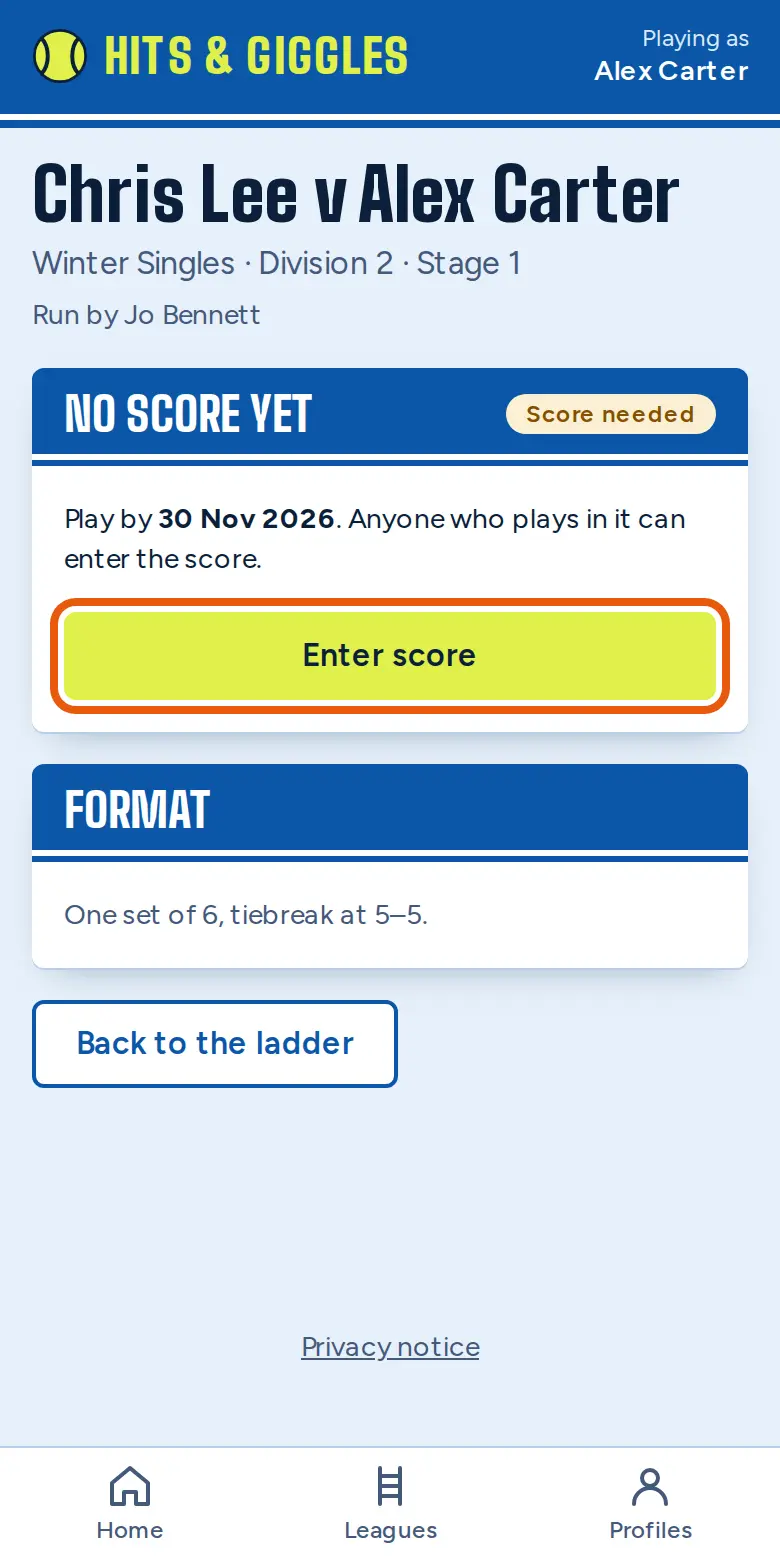 HITS & GIGGLES
Playing as
Alex Carter
Chris Lee v Alex Carter
Winter Singles · Division 2 · Stage 1
Run by Jo Bennett
NO SCORE YET
Score needed
Play by 30 Nov 2026. Anyone who plays in it can
enter the score.
Enter score
FORMAT
One set of 6, tiebreak at 5–5.
Back to the ladder
Privacy notice
Home
Leagues
Profiles